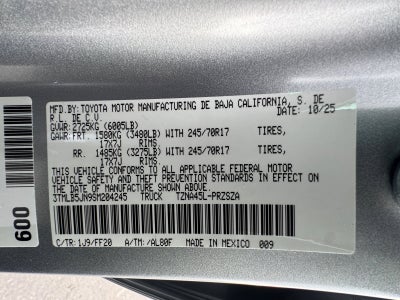 MFD.BY:TOYOTA MOTOR MANUFACTURING DE BAJA CALIFORNIA, S. DE
R.L. DE C.V. DATE: 10/25
GVWR:2725KG (6005LB)
GAWR:FRT. 1580KG (3480LB) WITH 245/70R17 TIRES,
17X7J RIMS
RR. 1485KG (3275LB) WITH 245/70R17 TIRES,
17X7J RIMS.
THIS VEHICLE CONFORMS TO ALL APPLICABLE FEDERAL MOTOR
VEHICLE SAFETY AND THEFT PREVENTION STANDARDS IN EFFECT
ON THE DATE OF MANUFACTURE SHOWN ABOVE.
3TMLB5JN9SM204245 TRUCK TZNA45L-PRZSZA
C/TR:1J9/FF20 A/TM:/AL80F MADE IN MEXICO 009
600